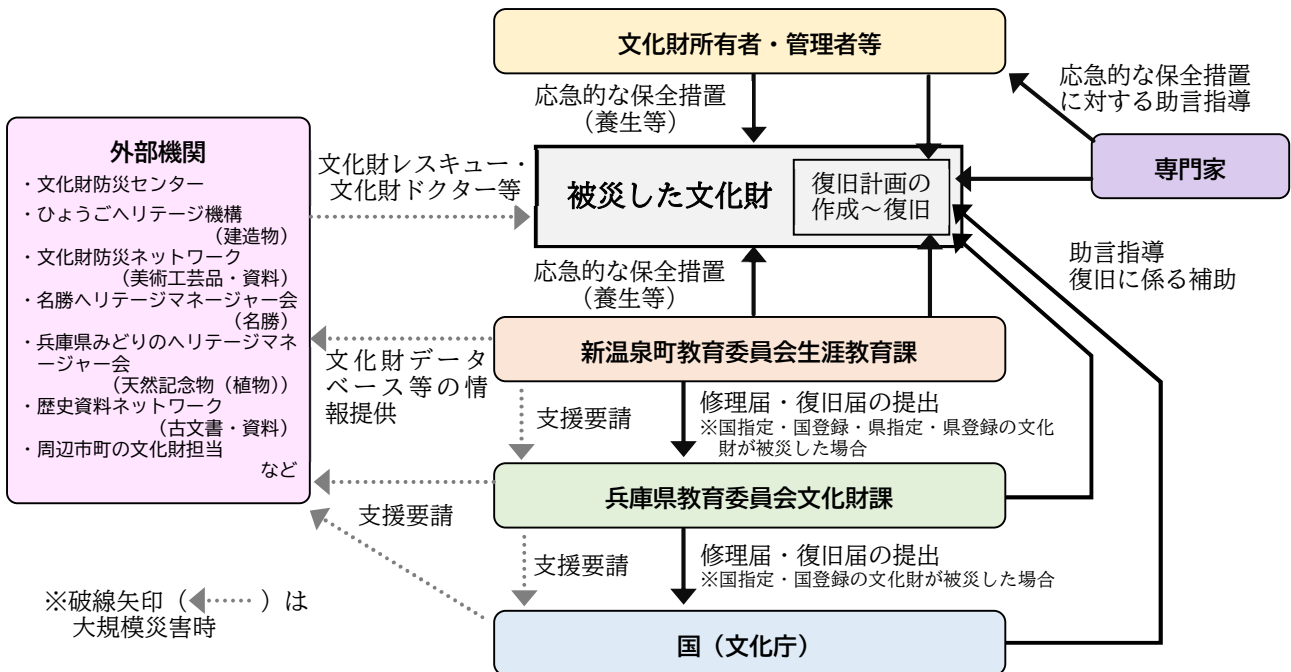 文化財所有者・管理者等
応急的な保全措置
（養生等）
応急的な保全措置
に対する助言指導
専門家
外部機関
・文化財防災センター
・ひょうごヘリテージ機構
（建造物）
・文化財防災ネットワーク
（美術工芸品・資料）
・名勝ヘリテージマネージャー会
（名勝）
・兵庫県みどりのヘリテージマネ
ージャー会
（天然記念物（植物））
・歴史資料ネットワーク
（古文書・資料）
・周辺市町の文化財担当
など
文化財レスキュー・
文化財ドクター等
被災した文化財
復旧計画の
作成～復旧
応急的な保全措置
（養生等）
助言指導
復旧に係る補助
新温泉町教育委員会生涯教育課
文化財データ
ベース等の情
報提供
支援要請
修理届・復旧届の提出
※国指定・国登録・県指定・県登録の文化
財が被災した場合
兵庫県教育委員会文化財課
支援要請
支援要請
修理届・復旧届の提出
※国指定・国登録の文化財が被災した場合
国（文化庁）
※破線矢印（ ）は
大規模災害時